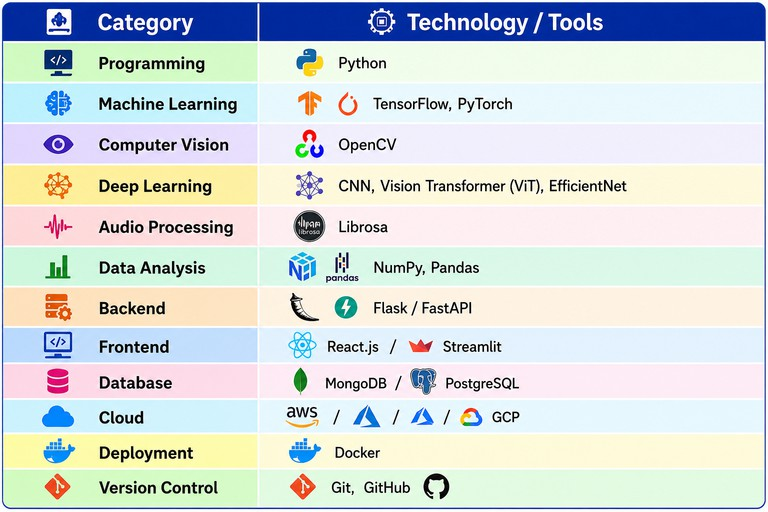 Category Technology / Tools
Programming Python
Machine Learning TensorFlow, PyTorch
Computer Vision OpenCV
Deep Learning CNN, Vision Transformer (ViT), EfficientNet
Audio Processing librosa Librosa
Data Analysis pandas NumPy, Pandas
Backend Flask / FastAPI
Frontend React.js / Streamlit
Database MongoDB / PostgreSQL
Cloud aws / / / GCP
Deployment Docker
Version Control Git, GitHub